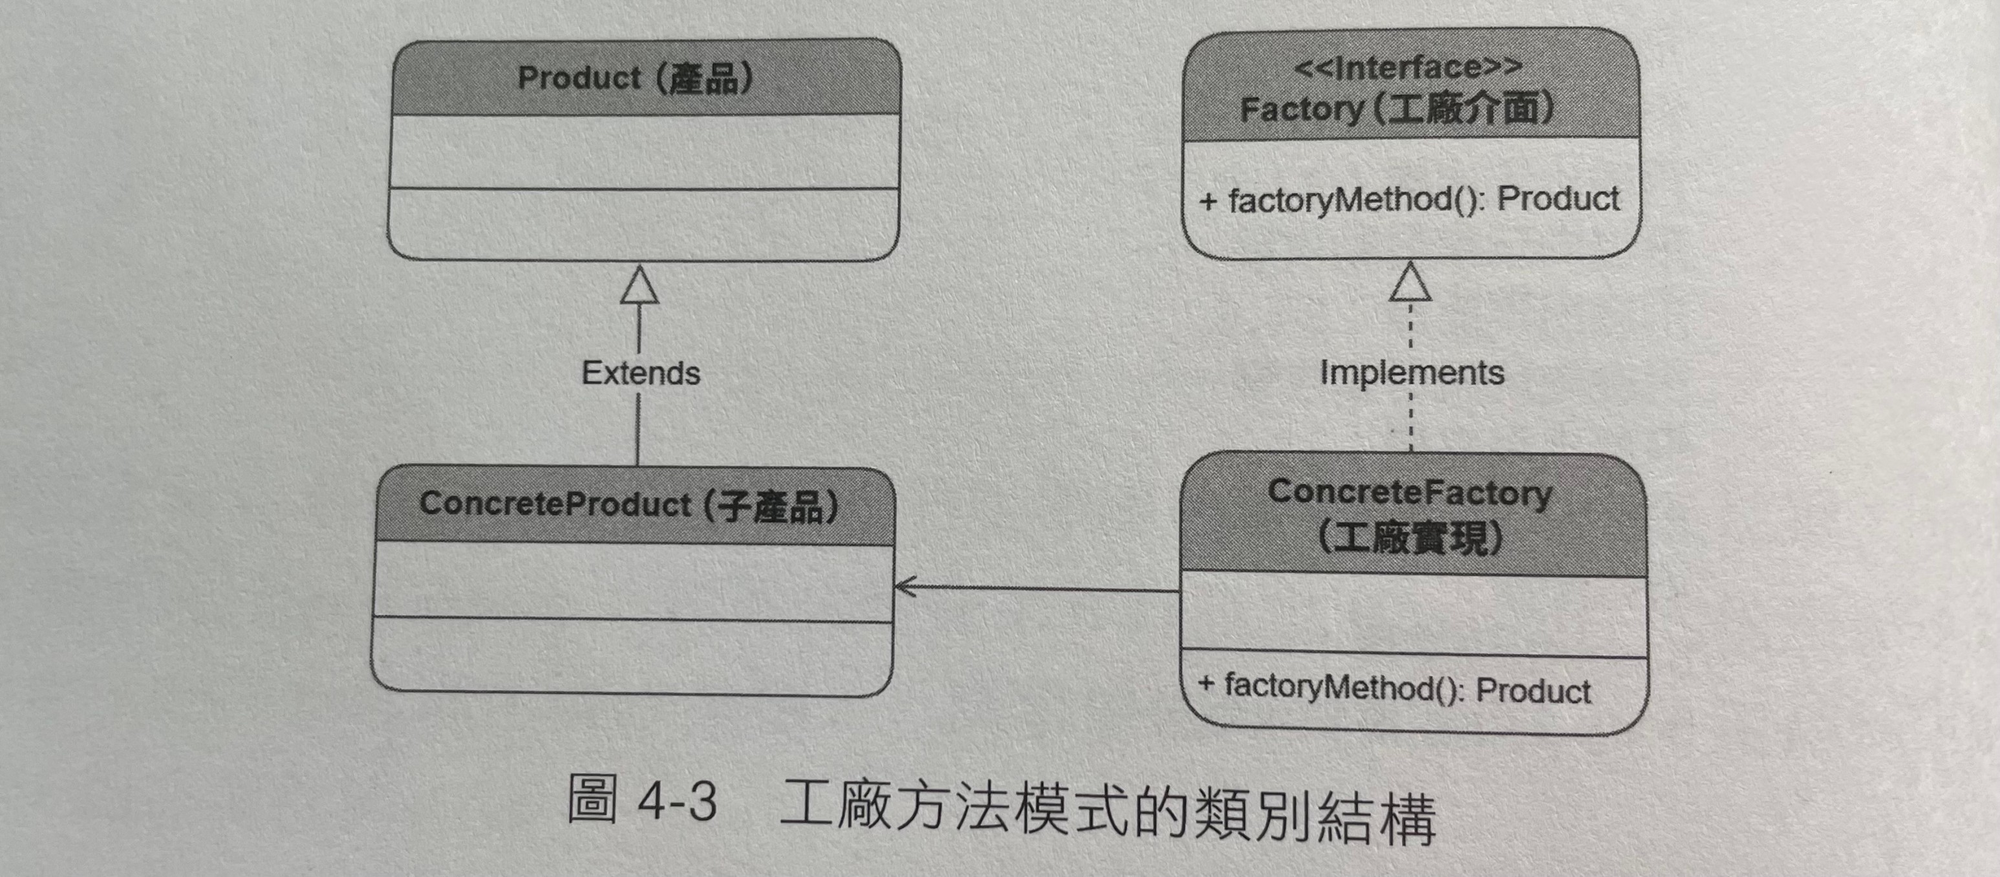 Product (產品)
<<Interface>>
Factory (工廠介面)
+ factoryMethod(): Product
Extends
Implements
ConcreteProduct (子產品)
ConcreteFactory
(工廠實現)
+ factoryMethod(): Product
圖 4-3 工廠方法模式的類別結構